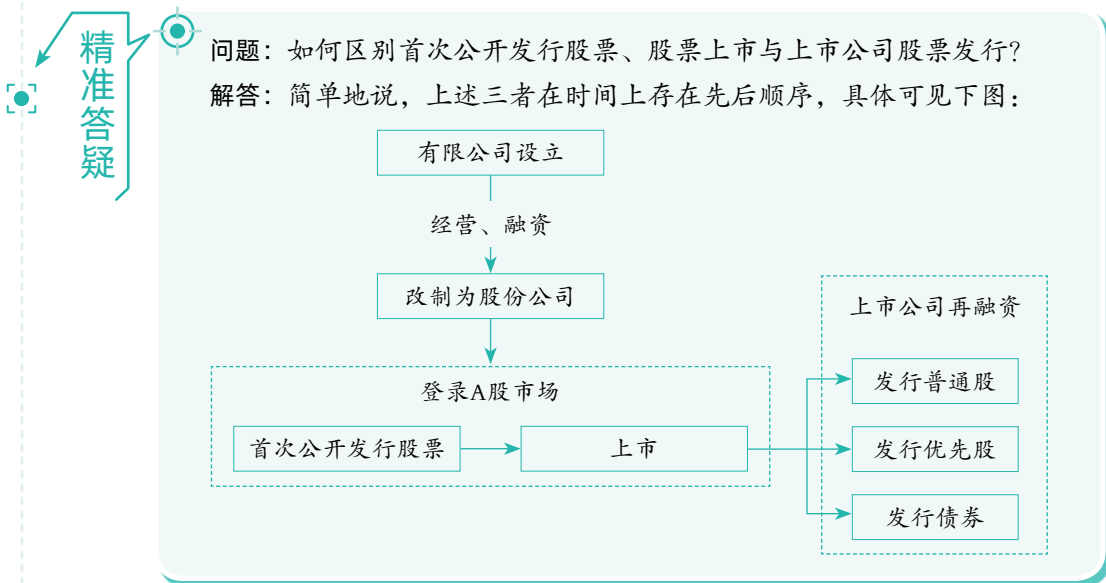 精准答疑
问题：如何区别首次公开发行股票、股票上市与上市公司股票发行？
解答：简单地说，上述三者在时间上存在先后顺序，具体可见下图：
有限公司设立
经营、融资
改制为股份公司
登录A股市场
首次公开发行股票
上市
上市公司再融资
发行普通股
发行优先股
发行债券